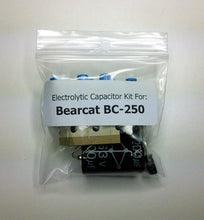 Electrolytic Capacitor Kit For:
Bearcat BC-250